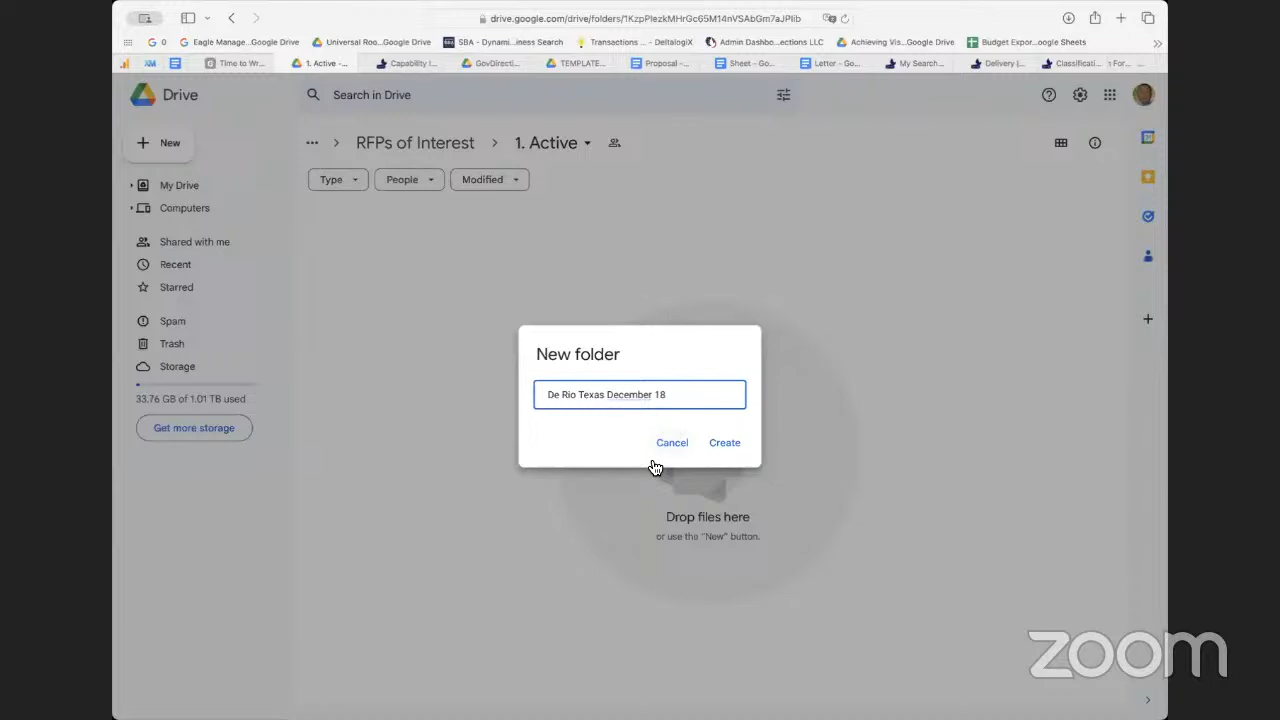 drive.google.com/drive/folders/1KzpPIezkMHrGc65M14nVSAbGm7aJPIib
G O
Eagle Manage...Google Drive
Universal Roo...Google Drive
SBA - Dynami...iness Search
Transactions ... - DeltalogiX
Admin Dashbo...ections LLC
Achieving Vis...Google Drive
Budget Expor...oogle Sheets
Time to Wr...
1. Active -...
Capability I...
GovDirecti...
TEMPLATE...
Proposal -...
Sheet - Go...
Letter - Go...
My Search...
Delivery |...
Classificati...
1 For...
Drive
Search in Drive
New
RFPs of Interest
1. Active
Type
People
Modified
My Drive
Computers
Shared with me
Recent
Starred
Spam
Trash
Storage
33.76 GB of 1.01 TB used
Get more storage
New folder
De Rio Texas December 18
Cancel
Create
Drop files here
or use the "New" button.
zoom